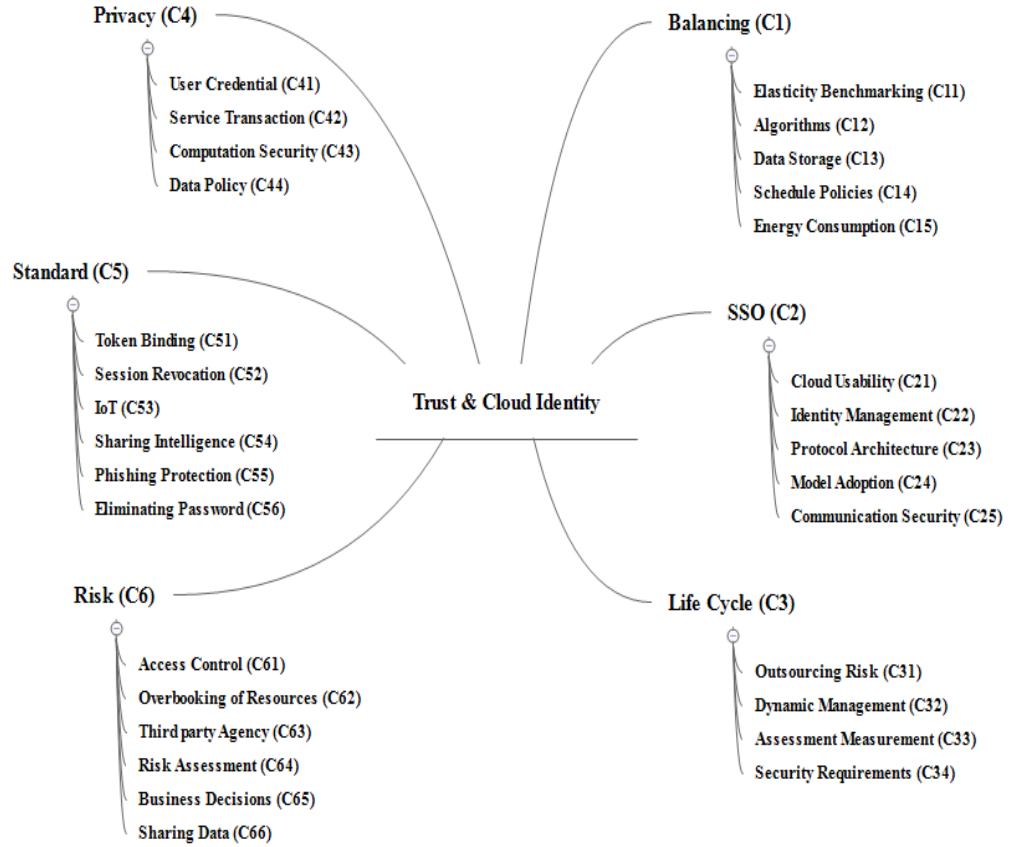 Privacy (C4)
User Credential (C41)
Service Transaction (C42)
Computation Security (C43)
Data Policy (C44)
Balancing (C1)
Elasticity Benchmarking (C11)
Algorithms (C12)
Data Storage (C13)
Schedule Policies (C14)
Energy Consumption (C15)
Standard (C5)
Token Binding (C51)
Session Revocation (C52)
IoT (C53)
Sharing Intelligence (C54)
Phishing Protection (C55)
Eliminating Password (C56)
SSO (C2)
Cloud Usability (C21)
Identity Management (C22)
Protocol Architecture (C23)
Model Adoption (C24)
Communication Security (C25)
Trust & Cloud Identity
Risk (C6)
Access Control (C61)
Overbooking of Resources (C62)
Third party Agency (C63)
Risk Assessment (C64)
Business Decisions (C65)
Sharing Data (C66)
Life Cycle (C3)
Outsourcing Risk (C31)
Dynamic Management (C32)
Assessment Measurement (C33)
Security Requirements (C34)